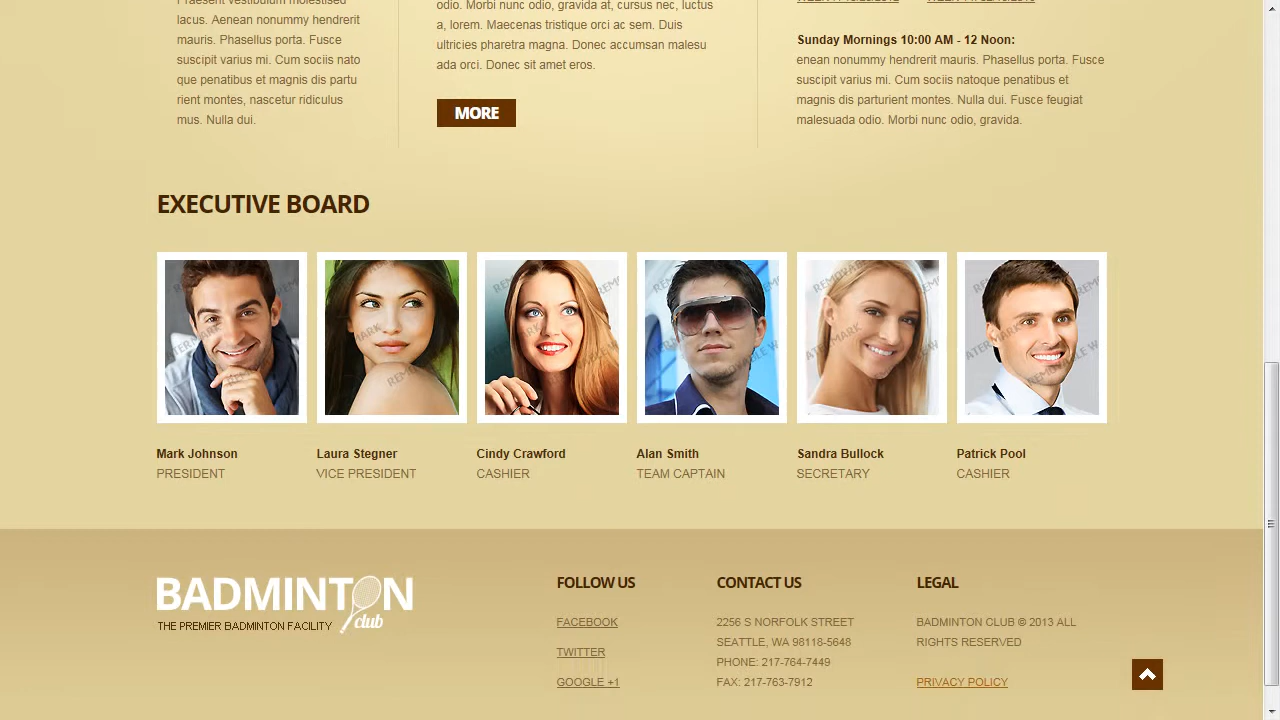 lacus. Aenean nonummy hendrerit
mauris. Phasellus porta. Fusce
suscipit varius mi. Cum sociis nato
que penatibus et magnis dis partu
rient montes, nascetur ridiculus
mus. Nulla dui.
odio. Morbi nunc odio, gravida at, cursus nec, luctus
a, lorem. Maecenas tristique orci ac sem. Duis
ultricies pharetra magna. Donec accumsan malesu
ada orci. Donec sit amet eros.
MORE
Sunday Mornings 10:00 AM - 12 Noon:
enean nonummy hendrerit mauris. Phasellus porta. Fusce
suscipit varius mi. Cum sociis natoque penatibus et
magnis dis parturient montes. Nulla dui. Fusce feugiat
malesuada odio. Morbi nunc odio, gravida.
EXECUTIVE BOARD
Mark Johnson
PRESIDENT
Laura Stegner
VICE PRESIDENT
Cindy Crawford
CASHIER
Alan Smith
TEAM CAPTAIN
Sandra Bullock
SECRETARY
Patrick Pool
CASHIER
BADMINTON
club
THE PREMIER BADMINTON FACILITY
FOLLOW US
FACEBOOK
TWITTER
GOOGLE +1
CONTACT US
2256 S NORFOLK STREET
SEATTLE, WA 98118-5648
PHONE: 217-764-7449
FAX: 217-763-7912
LEGAL
BADMINTON CLUB © 2013 ALL
RIGHTS RESERVED
PRIVACY POLICY